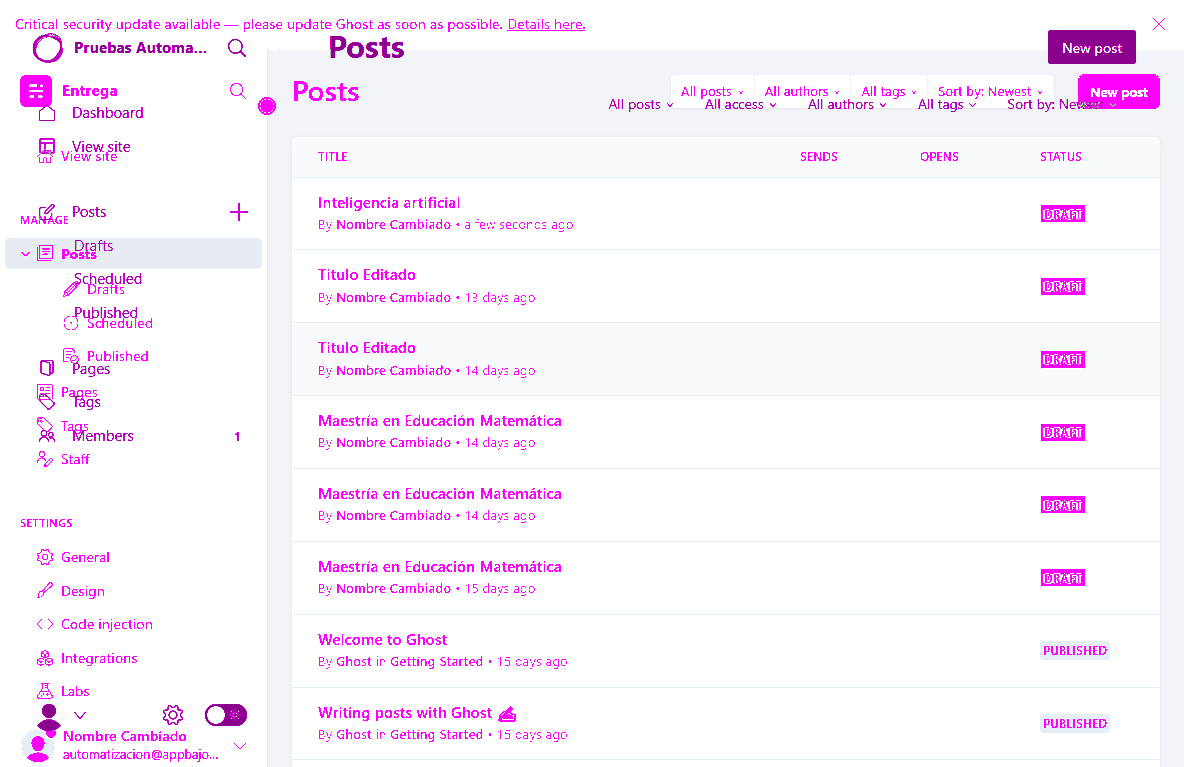 Critical security update available — please update Ghost as soon as possible. Details here.
Pruebas Automa...
Posts
New post
Entrega
Posts
All posts
All authors
All tags
Sort by: Newest
New post
All posts
All access
All authors
All tags
Sort by: Newest
Dashboard
View site
View site
Posts
MANAGE
Drafts
Posts
Scheduled
Drafts
Published
Scheduled
Published
Pages
Pages
Tags
Tags
Members 1
Staff
SETTINGS
General
Design
Code injection
Integrations
Labs
Nombre Cambiado
automatizacion@appbajo...
TITLE SENDS OPENS STATUS
Inteligencia artificial
By Nombre Cambiado • a few seconds ago
DRAFT
Titulo Editado
By Nombre Cambiado • 13 days ago
DRAFT
Titulo Editado
By Nombre Cambiado • 14 days ago
DRAFT
Maestría en Educación Matemática
By Nombre Cambiado • 14 days ago
DRAFT
Maestría en Educación Matemática
By Nombre Cambiado • 14 days ago
DRAFT
Maestría en Educación Matemática
By Nombre Cambiado • 15 days ago
DRAFT
Welcome to Ghost
By Ghost in Getting Started • 15 days ago
PUBLISHED
Writing posts with Ghost ✍️
By Ghost in Getting Started • 15 days ago
PUBLISHED